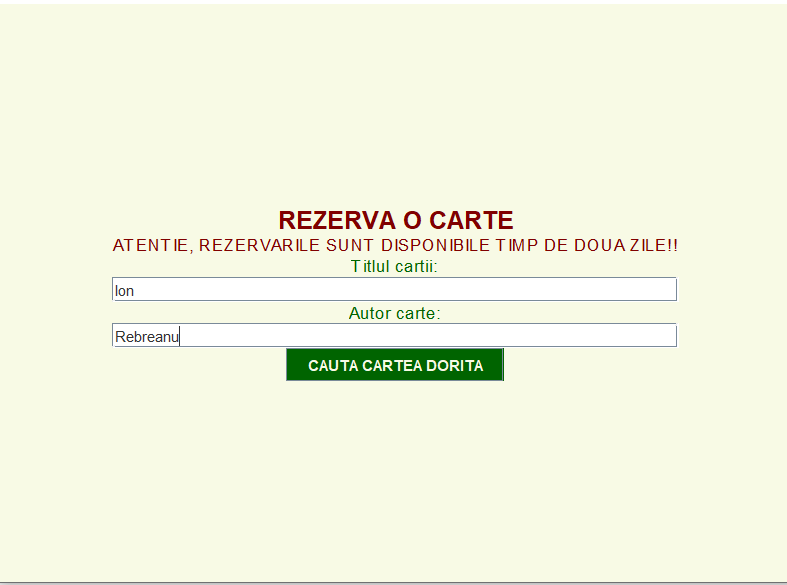 REZERVA O CARTE
ATENTIE, REZERVARILE SUNT DISPONIBILE TIMP DE DOUA ZILE!!
Titlul cartii:
Ion
Autor carte:
Rebreanu
CAUTA CARTEA DORITA